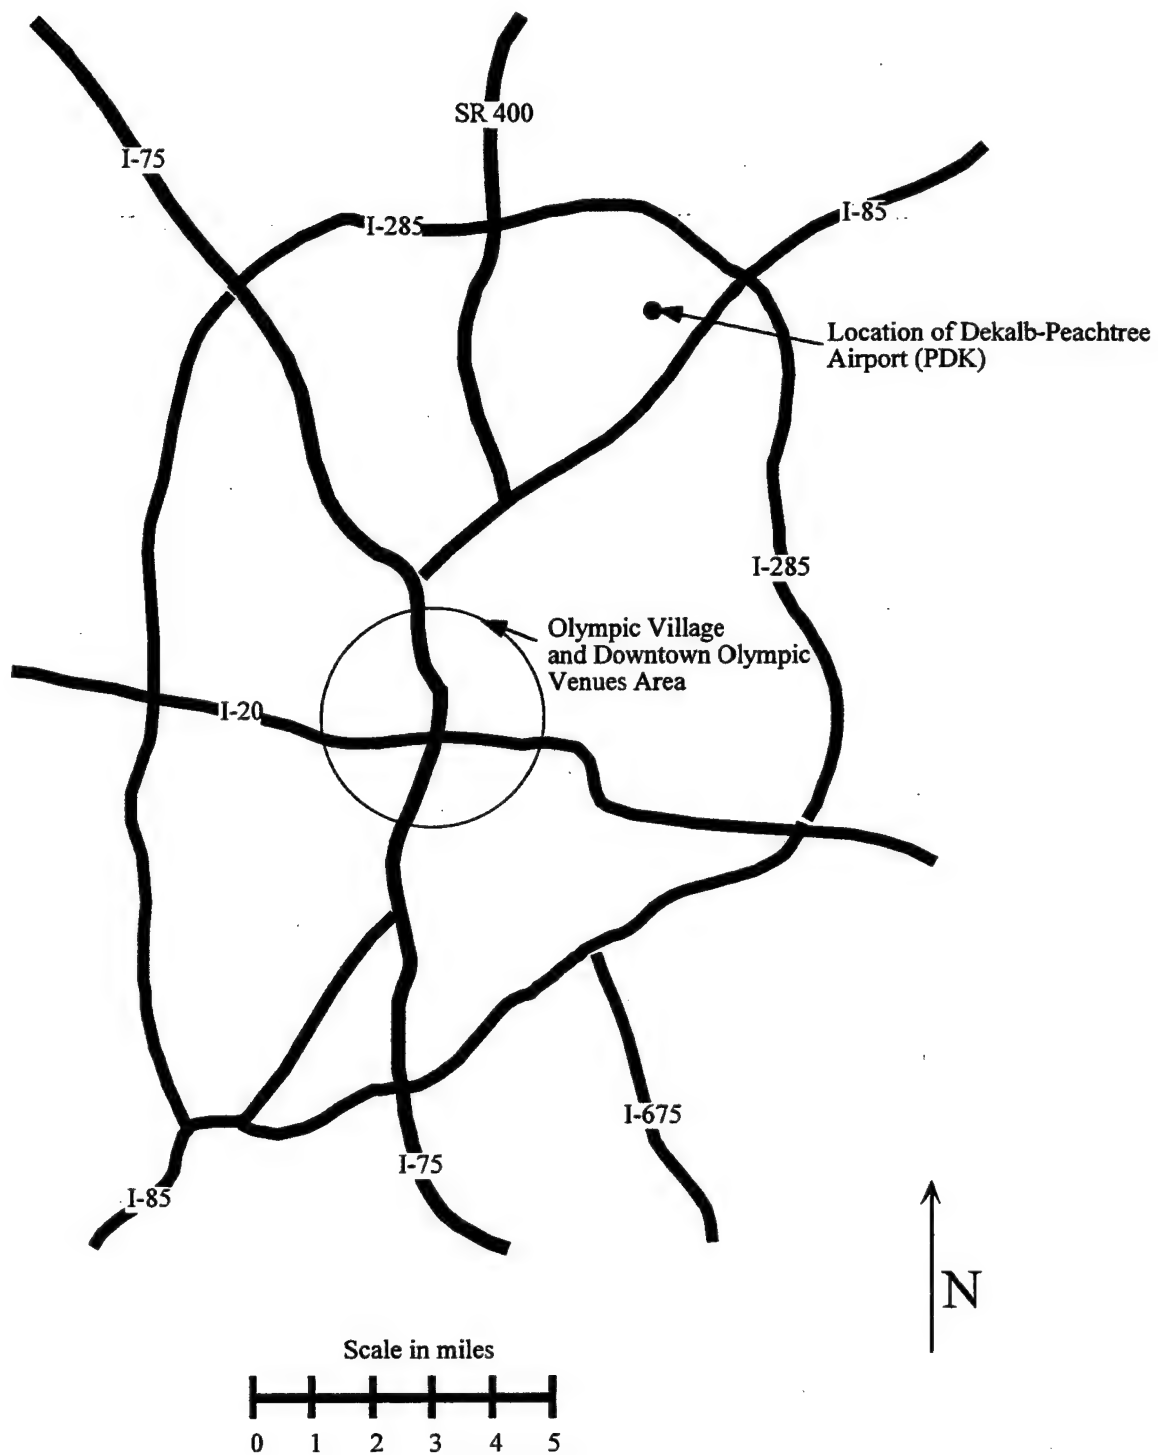 SR 400
I-75
I-85
I-285
Location of Dekalb-Peachtree
Airport (PDK)
I-285
Olympic Village
and Downtown Olympic
Venues Area
I-20
I-675
I-75
I-85
N
Scale in miles
0 1 2 3 4 5